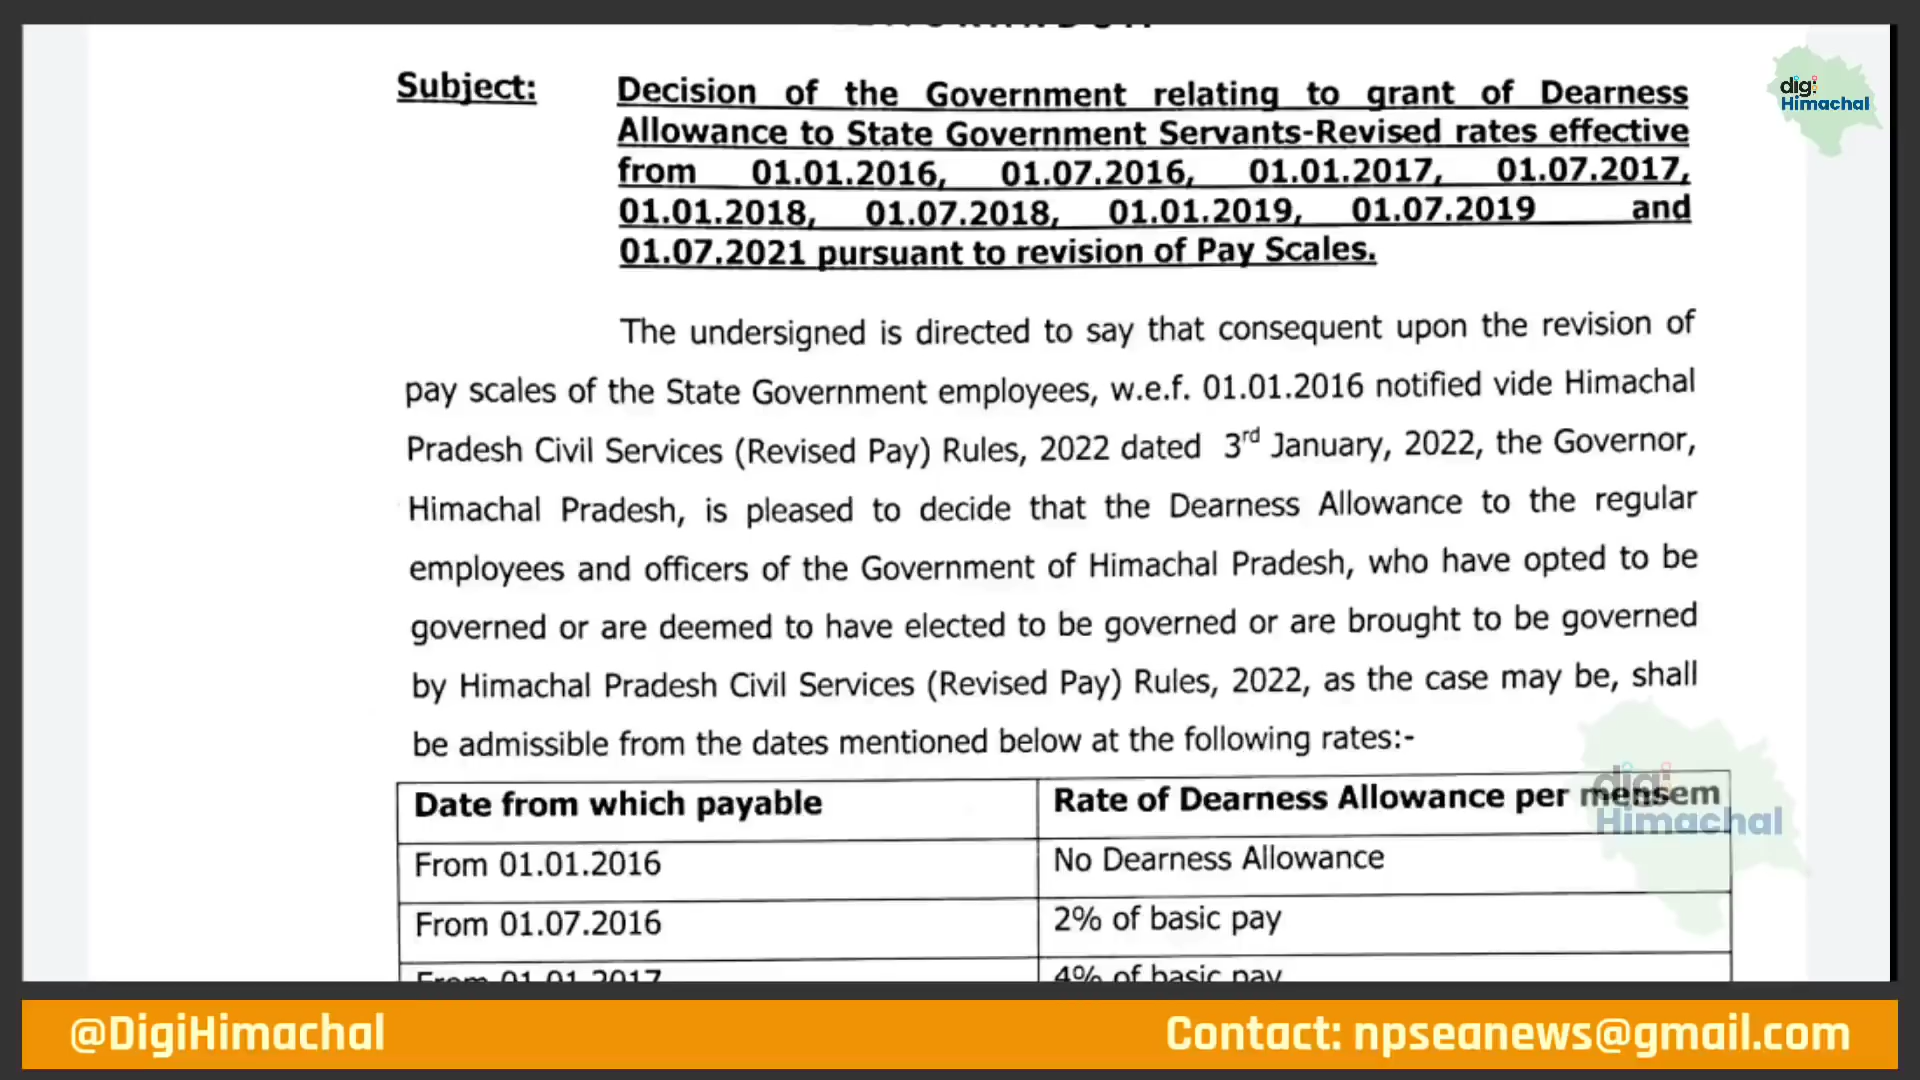 Subject: Decision of the Government relating to grant of Dearness
Allowance to State Government Servants-Revised rates effective
from 01.01.2016, 01.07.2016, 01.01.2017, 01.07.2017,
01.01.2018, 01.07.2018, 01.01.2019, 01.07.2019 and
01.07.2021 pursuant to revision of Pay Scales.
The undersigned is directed to say that consequent upon the revision of
pay scales of the State Government employees, w.e.f. 01.01.2016 notified vide Himachal
Pradesh Civil Services (Revised Pay) Rules, 2022 dated 3rd January, 2022, the Governor,
Himachal Pradesh, is pleased to decide that the Dearness Allowance to the regular
employees and officers of the Government of Himachal Pradesh, who have opted to be
governed or are deemed to have elected to be governed or are brought to be governed
by Himachal Pradesh Civil Services (Revised Pay) Rules, 2022, as the case may be, shall
be admissible from the dates mentioned below at the following rates:-
Date from which payable Rate of Dearness Allowance per mensem
From 01.01.2016 No Dearness Allowance
From 01.07.2016 2% of basic pay
From 01.01.2017 4% of basic pay
digi
Himachal
digi
Himachal
@DigiHimachal Contact: npseanews@gmail.com